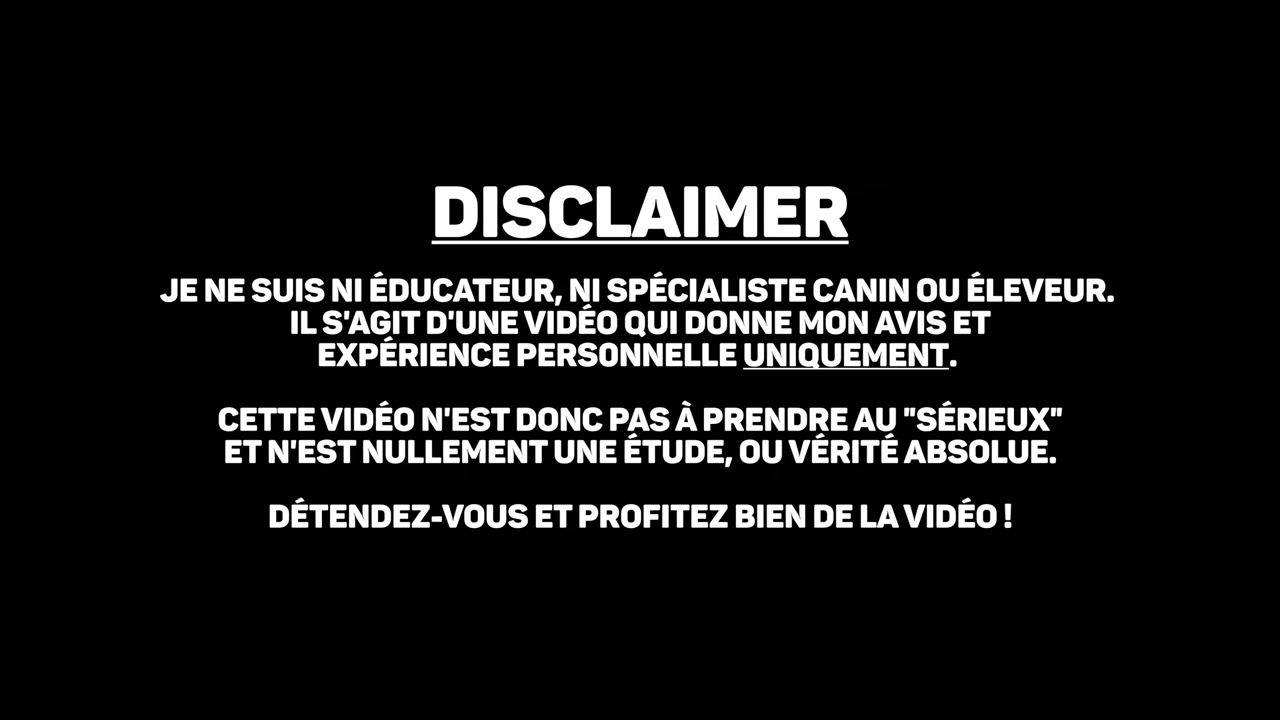 DISCLAIMER
JE NE SUIS NI ÉDUCATEUR, NI SPÉCIALISTE CANIN OU ÉLEVEUR.
IL S'AGIT D'UNE VIDÉO QUI DONNE MON AVIS ET
EXPÉRIENCE PERSONNELLE UNIQUEMENT.
CETTE VIDÉO N'EST DONC PAS À PRENDRE AU "SÉRIEUX"
ET N'EST NULLEMENT UNE ÉTUDE, OU VÉRITÉ ABSOLUE.
DÉTENDEZ-VOUS ET PROFITEZ BIEN DE LA VIDÉO !